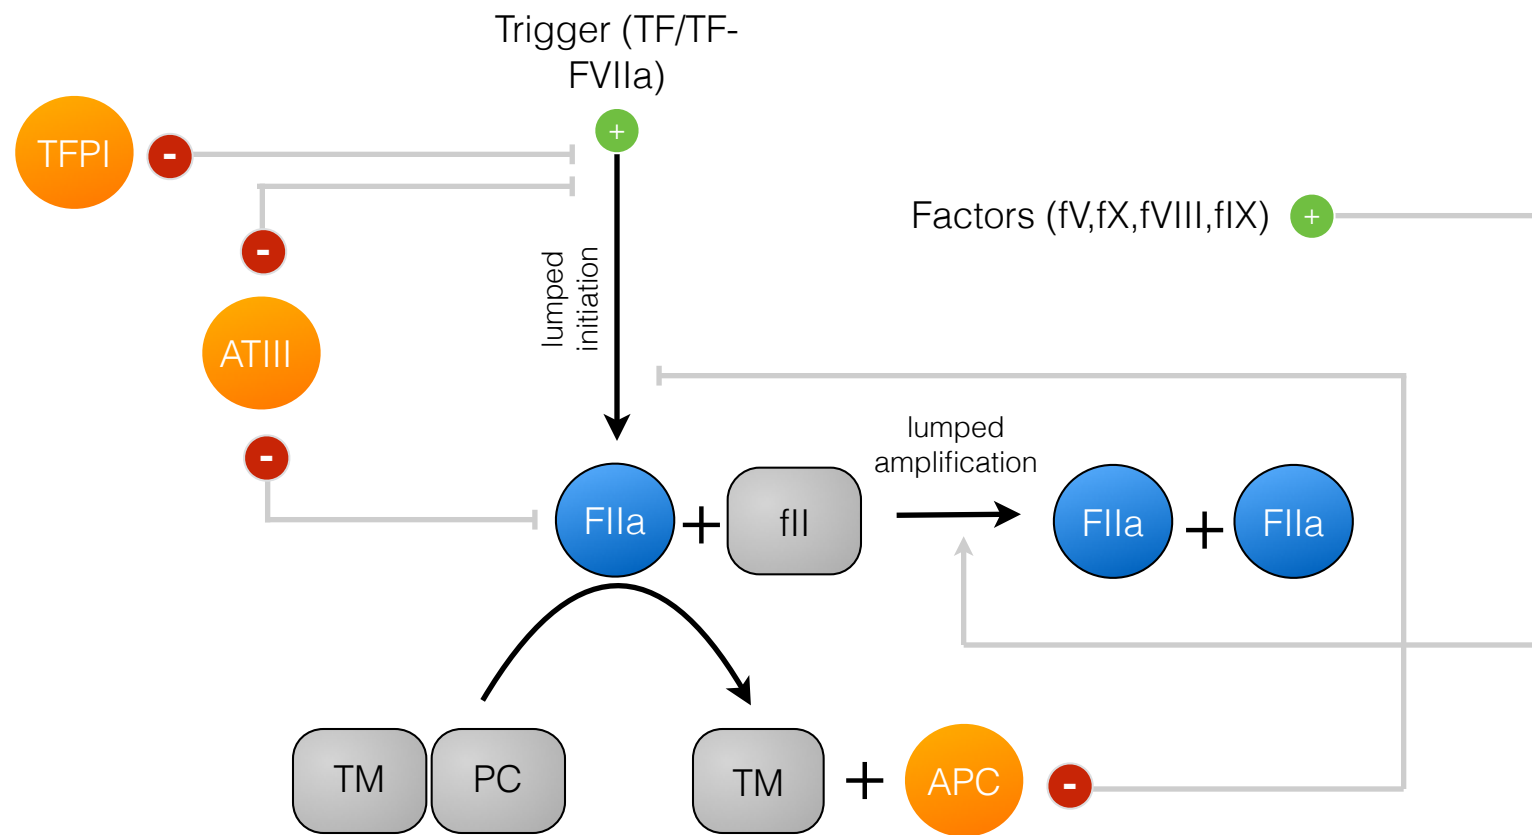 Trigger (TF/TF-
FVIIa)
+
TFPI
-
-
Factors (fV,fX,fVIII,fIX)
+
lumped
initiation
ATIII
-
lumped
amplification
FIIa
+
fII
FIIa
+
FIIa
TM
PC
TM
+
APC
-